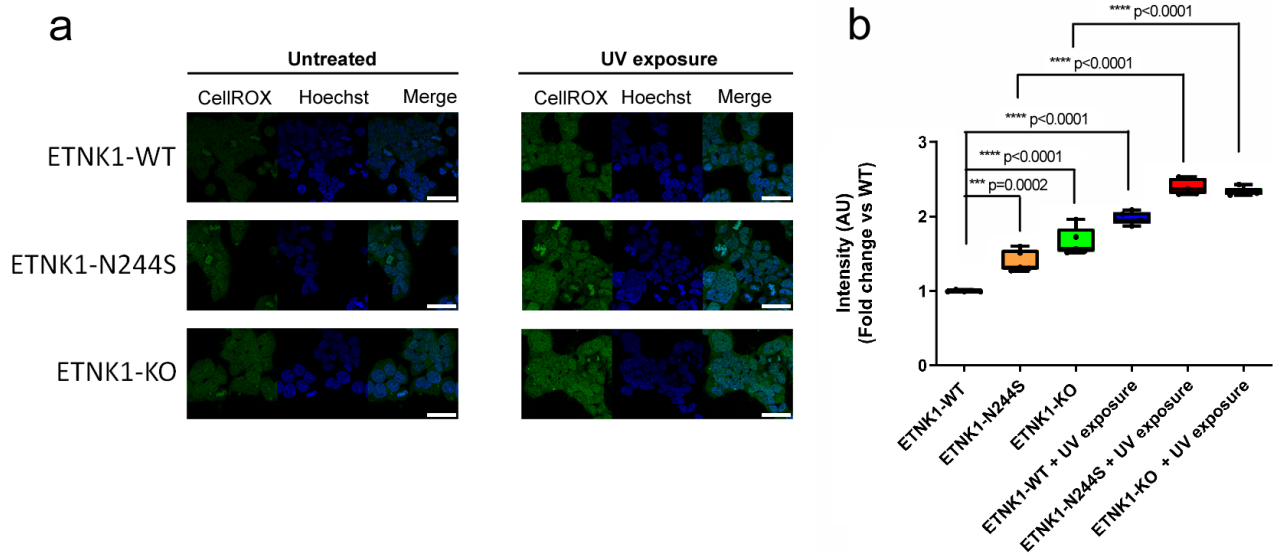 a
Untreated
UV exposure
CellROX Hoechst Merge
CellROX Hoechst Merge
ETNK1-WT
ETNK1-N244S
ETNK1-KO
b
**** p<0.0001
**** p<0.0001
**** p<0.0001
**** p<0.0001
*** p=0.0002
Intensity (AU)
(Fold change vs WT)
3
2
1
0
ETNK1-WT
ETNK1-N244S
ETNK1-KO
ETNK1-WT + UV exposure
ETNK1-N244S + UV exposure
ETNK1-KO + UV exposure